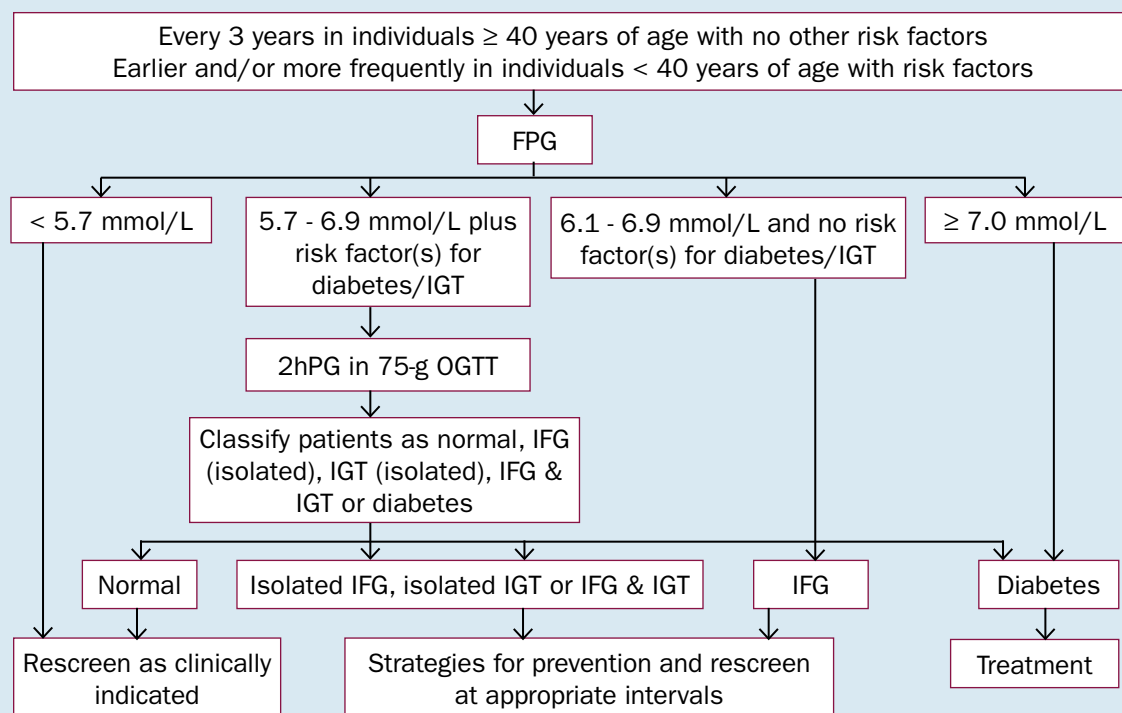 Every 3 years in individuals ≥ 40 years of age with no other risk factors
Earlier and/or more frequently in individuals < 40 years of age with risk factors
FPG
< 5.7 mmol/L
5.7 - 6.9 mmol/L plus
risk factor(s) for
diabetes/IGT
6.1 - 6.9 mmol/L and no risk
factor(s) for diabetes/IGT
≥ 7.0 mmol/L
2hPG in 75-g OGTT
Classify patients as normal, IFG
(isolated), IGT (isolated), IFG &
IGT or diabetes
Normal
Isolated IFG, isolated IGT or IFG & IGT
IFG
Diabetes
Rescreen as clinically
indicated
Strategies for prevention and rescreen
at appropriate intervals
Treatment